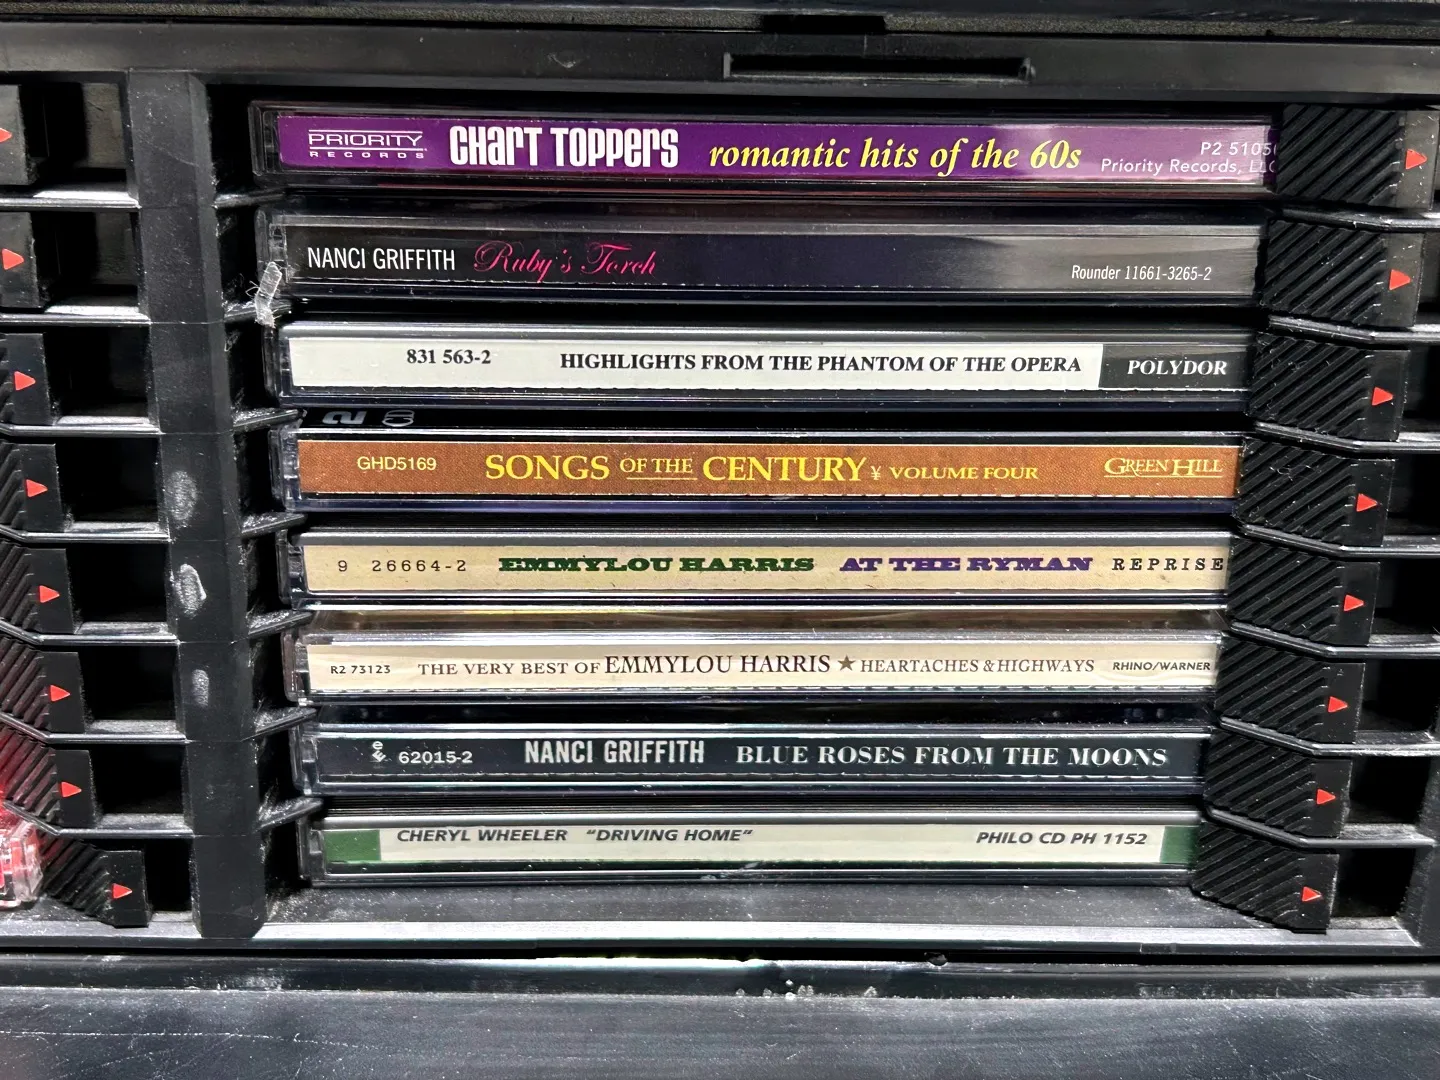 PRIORITY RECORDS CHART TOPPERS romantic hits of the 60s P2 5105
Priority Records, LLC
NANCI GRIFFITH Ruby's Torch Rounder 11661-3265-2
831 563-2 HIGHLIGHTS FROM THE PHANTOM OF THE OPERA POLYDOR
GHD5169 SONGS OF THE CENTURY ¥ VOLUME FOUR GREEN HILL
9 26664-2 EMMYLOU HARRIS AT THE RYMAN REPRISE
R2 73123 THE VERY BEST OF EMMYLOU HARRIS ★ HEARTACHES & HIGHWAYS RHINO/WARNER
62015-2 NANCI GRIFFITH BLUE ROSES FROM THE MOONS
CHERYL WHEELER "DRIVING HOME" PHILO CD PH 1152